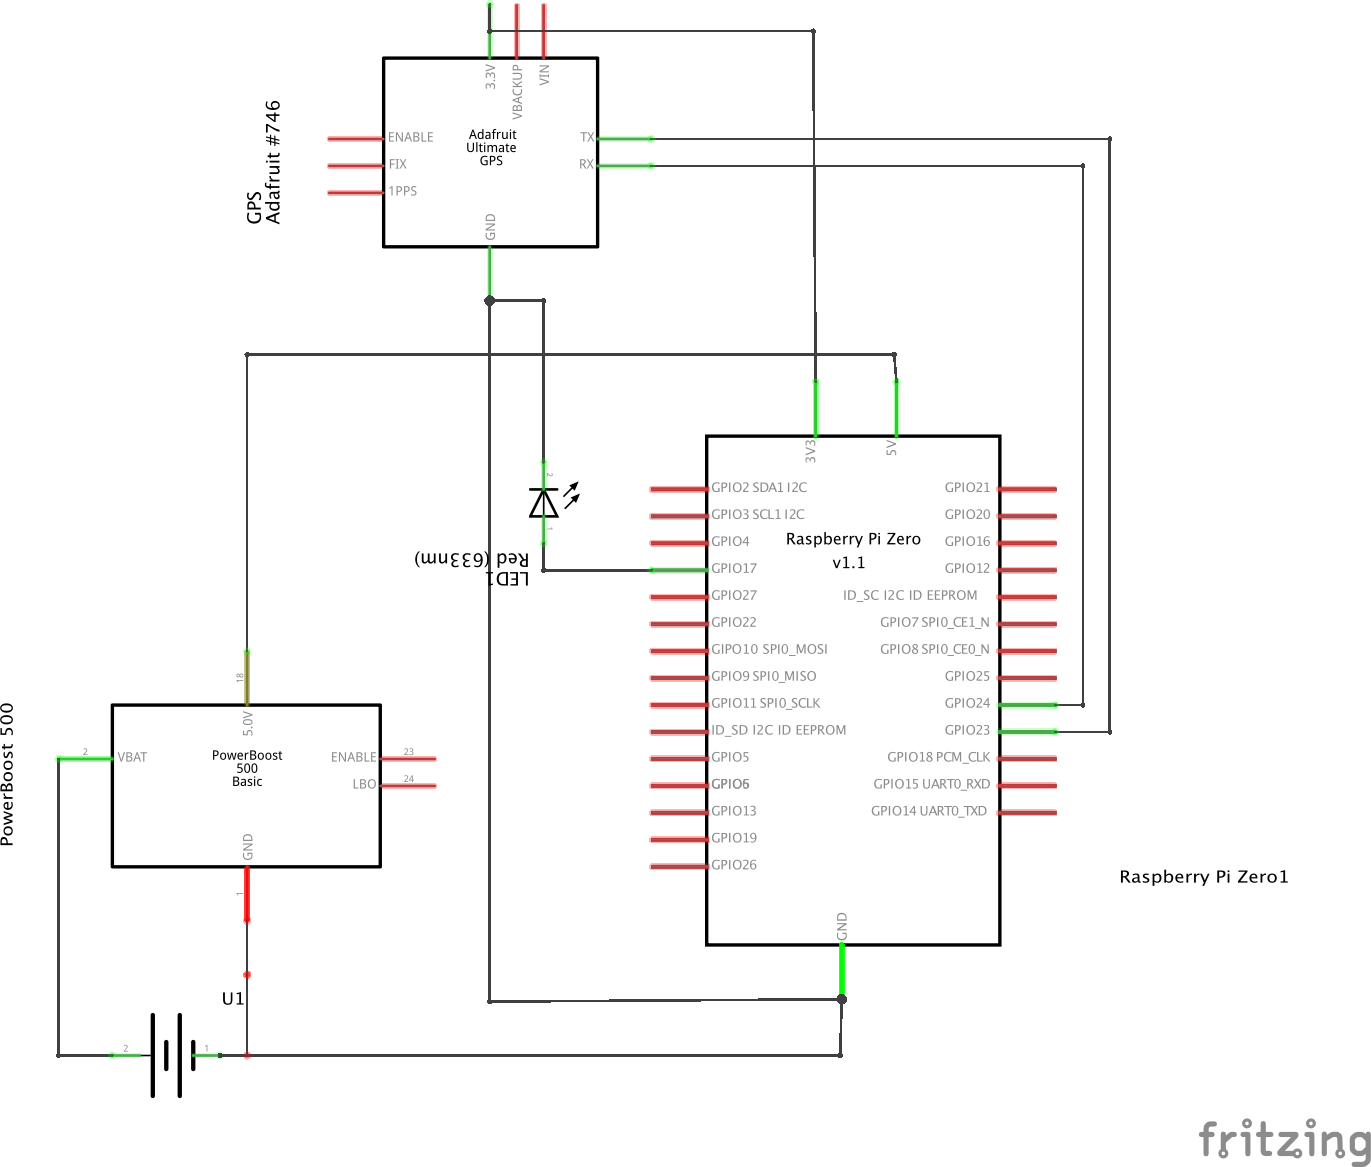 3.3V
VBACKUP
VIN
GPS
Adafruit #746
ENABLE
FIX
1PPS
Adafruit
Ultimate
GPS
TX
RX
GND
3V3
5V
2
1
Red (633nm)
LED1
GPIO2 SDA1 I2C
GPIO3 SCL1 I2C
GPIO4
GPIO17
GPIO27
GPIO22
GIPO10 SPI0_MOSI
GPIO9 SPI0_MISO
GPIO11 SPI0_SCLK
ID_SD I2C ID EEPROM
GPIO5
GPIO6
GPIO13
GPIO19
GPIO26
Raspberry Pi Zero
v1.1
GPIO21
GPIO20
GPIO16
GPIO12
ID_SC I2C ID EEPROM
GPIO7 SPI0_CE1_N
GPIO8 SPI0_CE0_N
GPIO25
GPIO24
GPIO23
GPIO18 PCM_CLK
GPIO15 UART0_RXD
GPIO14 UART0_TXD
GND
Raspberry Pi Zero1
PowerBoost 500
18
5.0V
2
VBAT
PowerBoost
500
Basic
ENABLE
23
LBO
24
GND
1
U1
2
1
fritzing